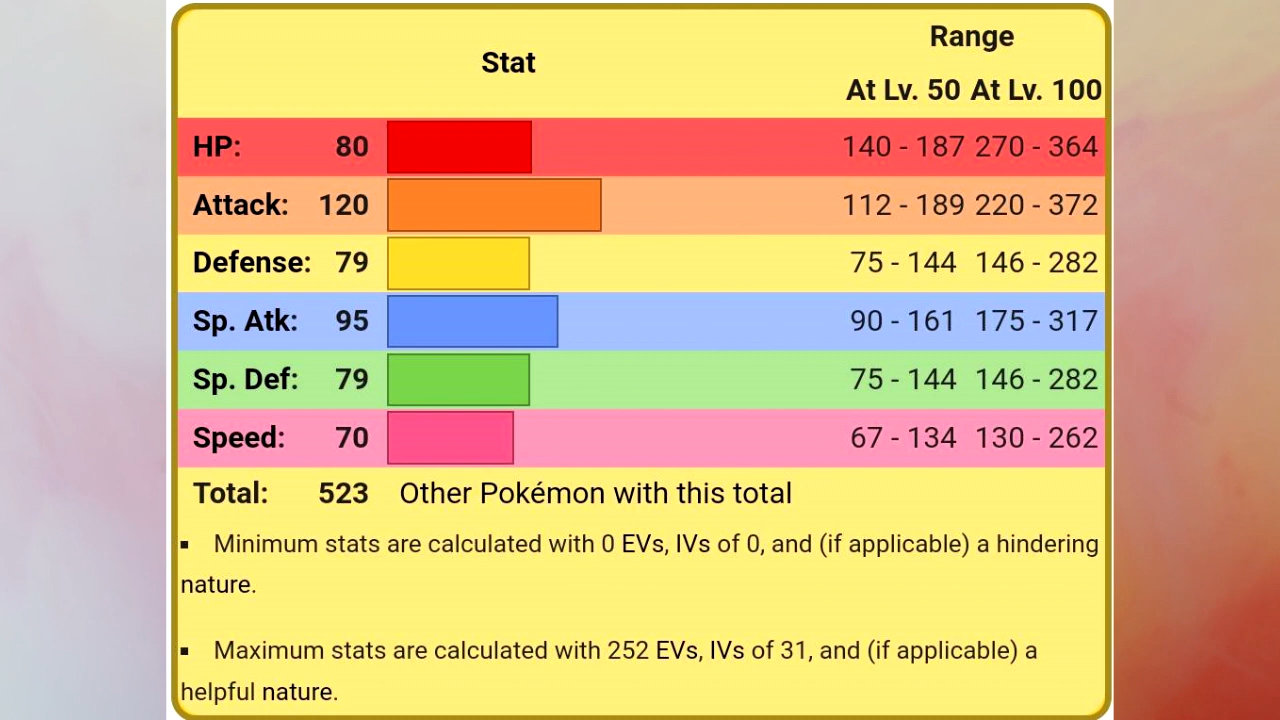 Stat
Range
At Lv. 50 At Lv. 100
HP: 80 140 - 187 270 - 364
Attack: 120 112 - 189 220 - 372
Defense: 79 75 - 144 146 - 282
Sp. Atk: 95 90 - 161 175 - 317
Sp. Def: 79 75 - 144 146 - 282
Speed: 70 67 - 134 130 - 262
Total: 523 Other Pokémon with this total
▪ Minimum stats are calculated with 0 EVs, IVs of 0, and (if applicable) a hindering
nature.
▪ Maximum stats are calculated with 252 EVs, IVs of 31, and (if applicable) a
helpful nature.